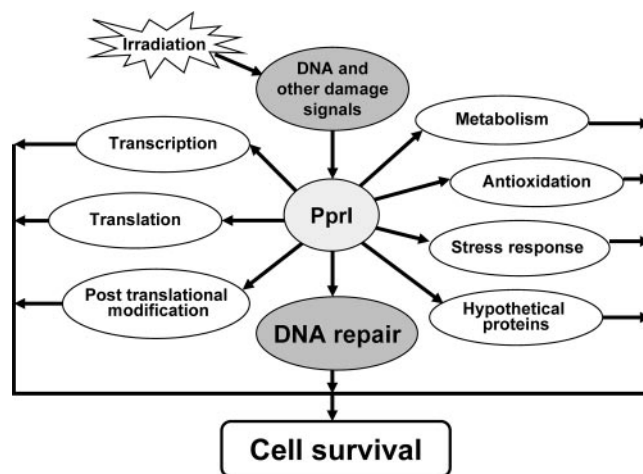 Irradiation
DNA and
other damage
signals
Transcription
Metabolism
Antioxidation
PprI
Translation
Stress response
Post translational
modification
Hypothetical
proteins
DNA repair
Cell survival